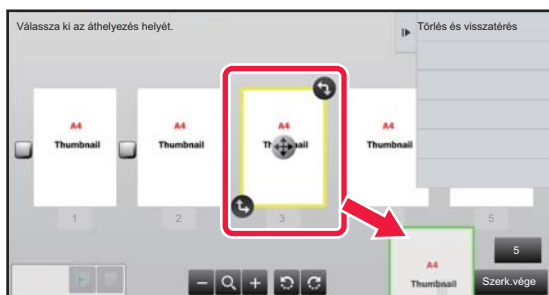 Válassza ki az áthelyezés helyét.
Törlés és visszatérés
A4
Thumbnail
A4
Thumbnail
A4
Thumbnail
A4
Thumbnail
1
2
3
5
5
A4
Thumbnail
Szerk.vége